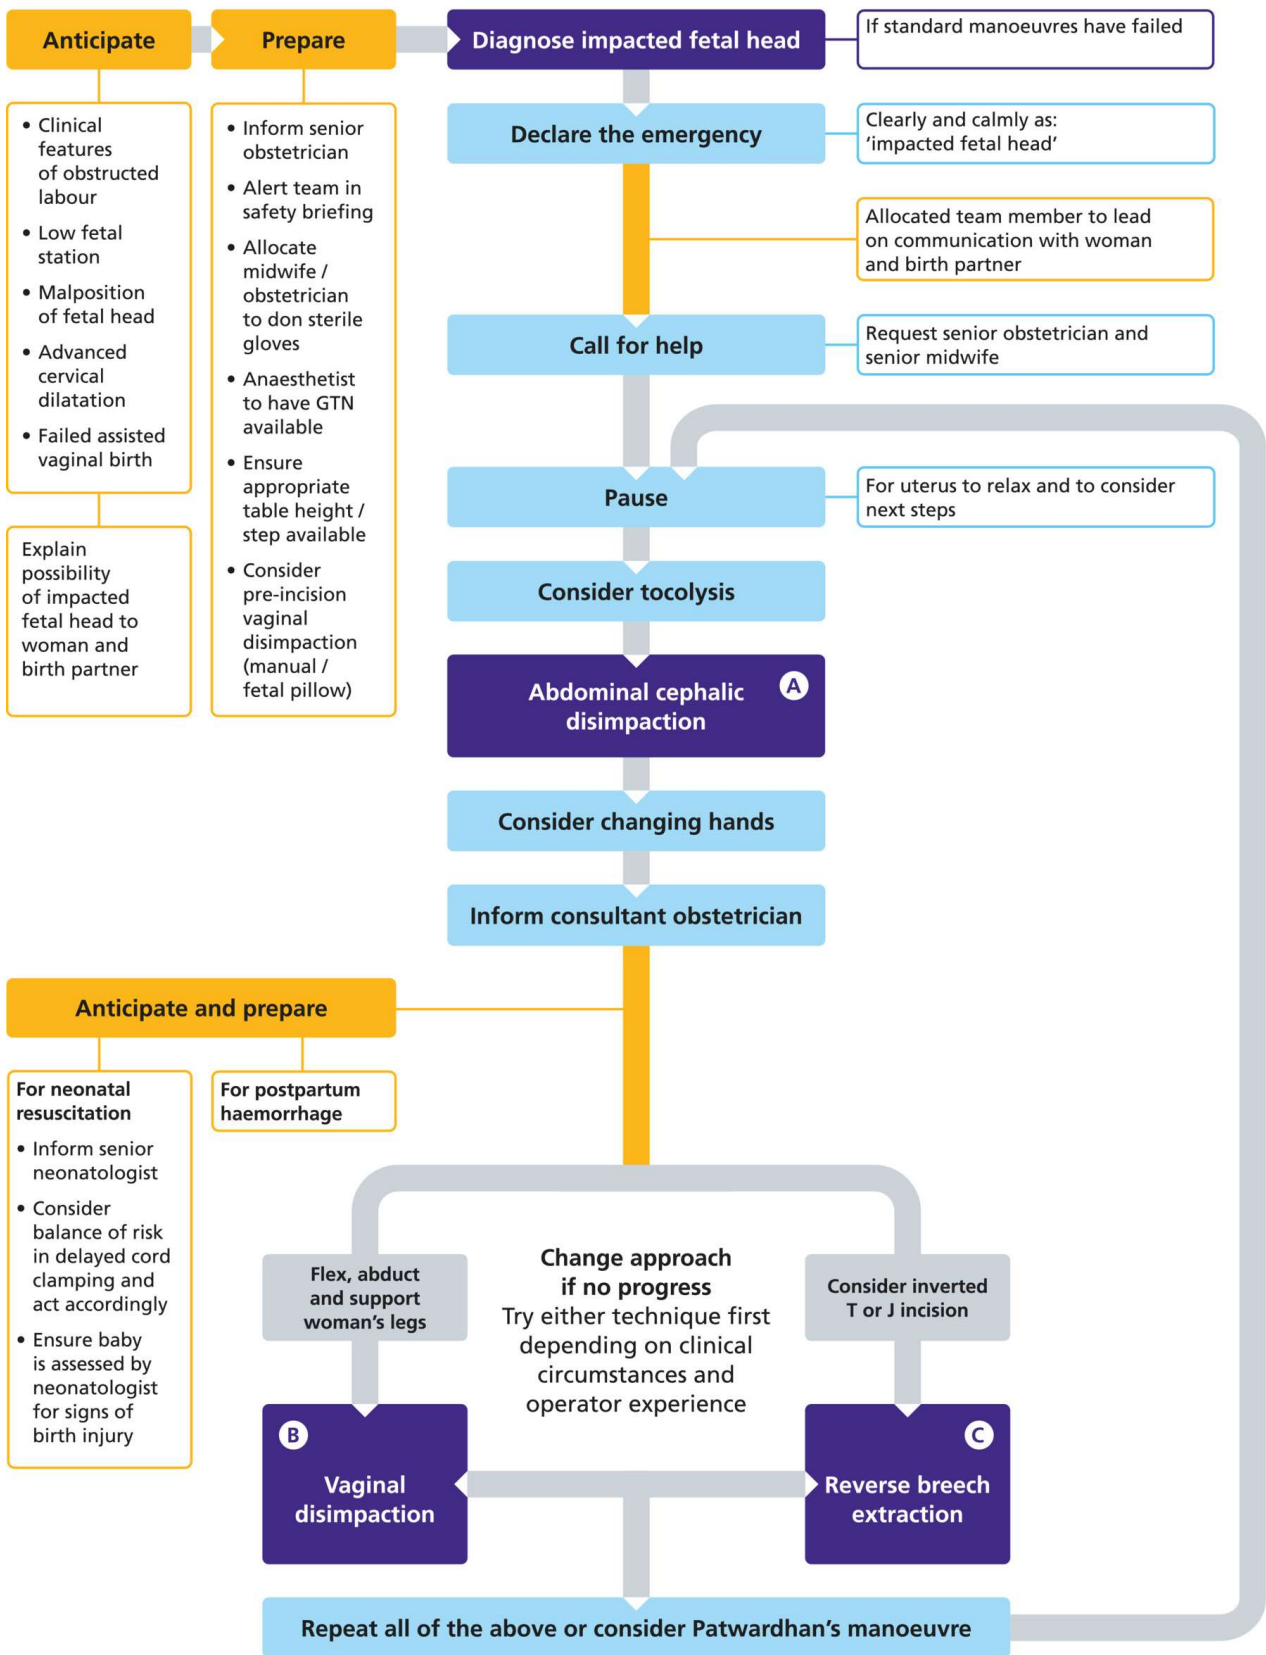 Anticipate
Prepare
Diagnose impacted fetal head
If standard manoeuvres have failed
• Clinical
features
of obstructed
labour
• Low fetal
station
• Malposition
of fetal head
• Advanced
cervical
dilatation
• Failed assisted
vaginal birth
Explain
possibility
of impacted
fetal head to
woman and
birth partner
• Inform senior
obstetrician
• Alert team in
safety briefing
• Allocate
midwife /
obstetrician
to don sterile
gloves
• Anaesthetist
to have GTN
available
• Ensure
appropriate
table height /
step available
• Consider
pre-incision
vaginal
disimpaction
(manual /
fetal pillow)
Declare the emergency
Clearly and calmly as:
‘impacted fetal head’
Allocated team member to lead
on communication with woman
and birth partner
Call for help
Request senior obstetrician and
senior midwife
Pause
For uterus to relax and to consider
next steps
Consider tocolysis
Abdominal cephalic
disimpaction
A
Consider changing hands
Inform consultant obstetrician
Anticipate and prepare
For neonatal
resuscitation
• Inform senior
neonatologist
• Consider
balance of risk
in delayed cord
clamping and
act accordingly
• Ensure baby
is assessed by
neonatologist
for signs of
birth injury
For postpartum
haemorrhage
Flex, abduct
and support
woman’s legs
Change approach
if no progress
Try either technique first
depending on clinical
circumstances and
operator experience
Consider inverted
T or J incision
B
Vaginal
disimpaction
C
Reverse breech
extraction
Repeat all of the above or consider Patwardhan’s manoeuvre